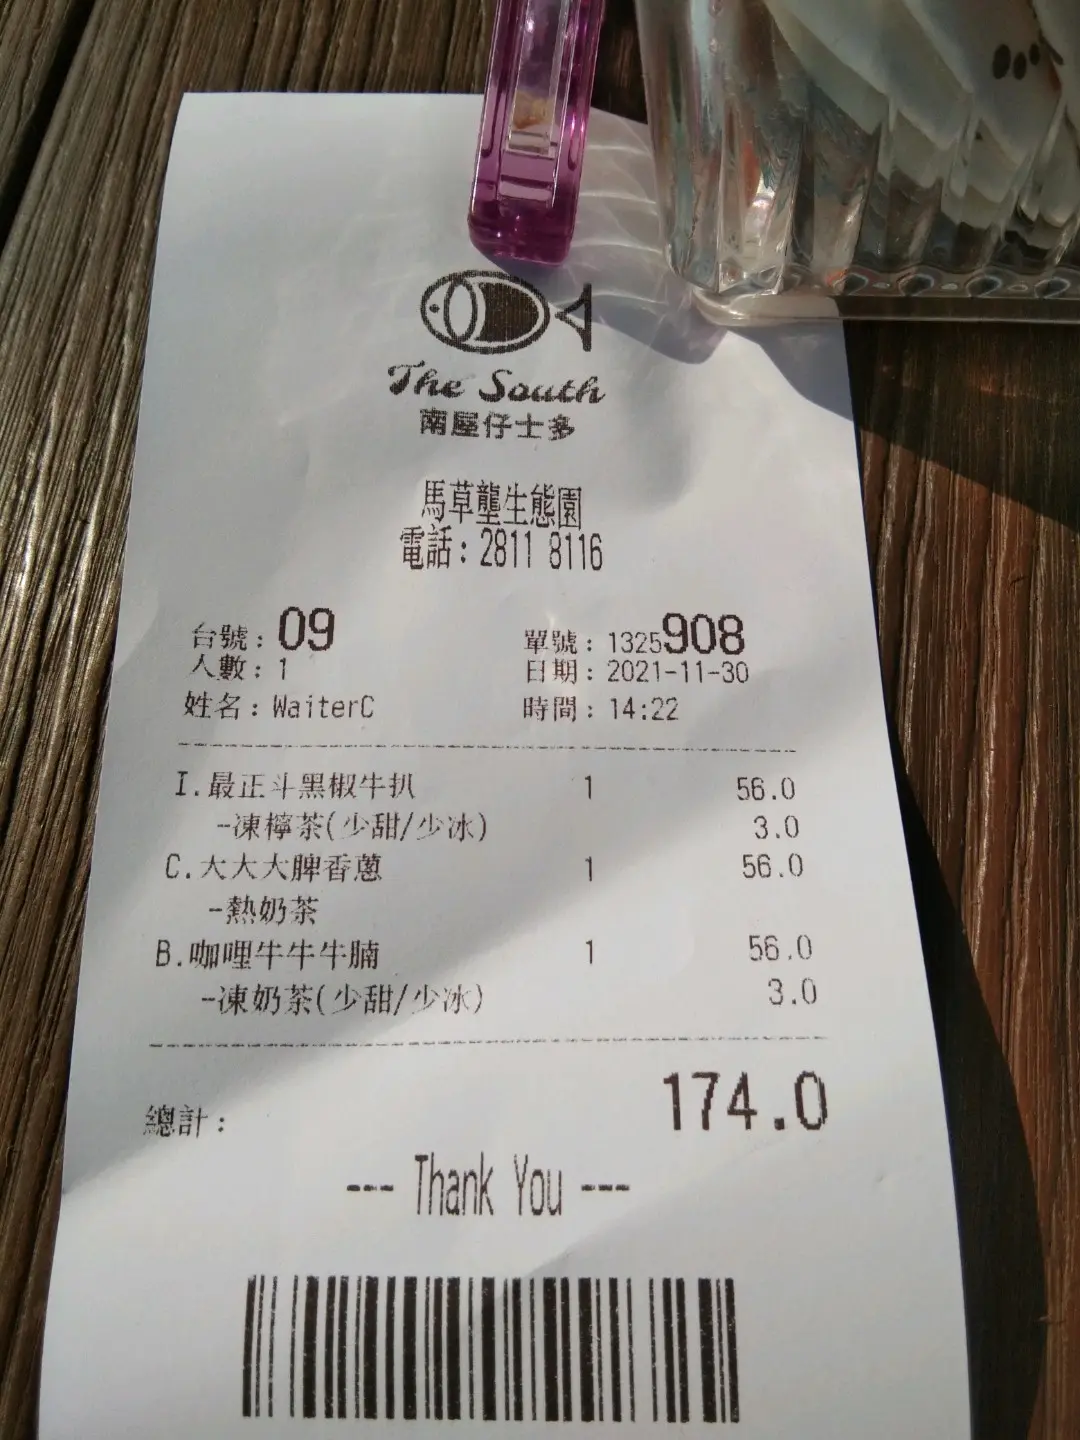 The South
南屋仔士多
馬草壟生態園
電話：2811 8116
台號：09 單號：1325908
人數：1 日期：2021-11-30
姓名：WaiterC 時間：14:22
I.最正斗黑椒牛扒 1 56.0
-凍檸茶(少甜/少冰) 3.0
C.大大大脾香蔥 1 56.0
-熱奶茶
B.咖哩牛牛牛腩 1 56.0
-凍奶茶(少甜/少冰) 3.0
總計： 174.0
--- Thank You ---